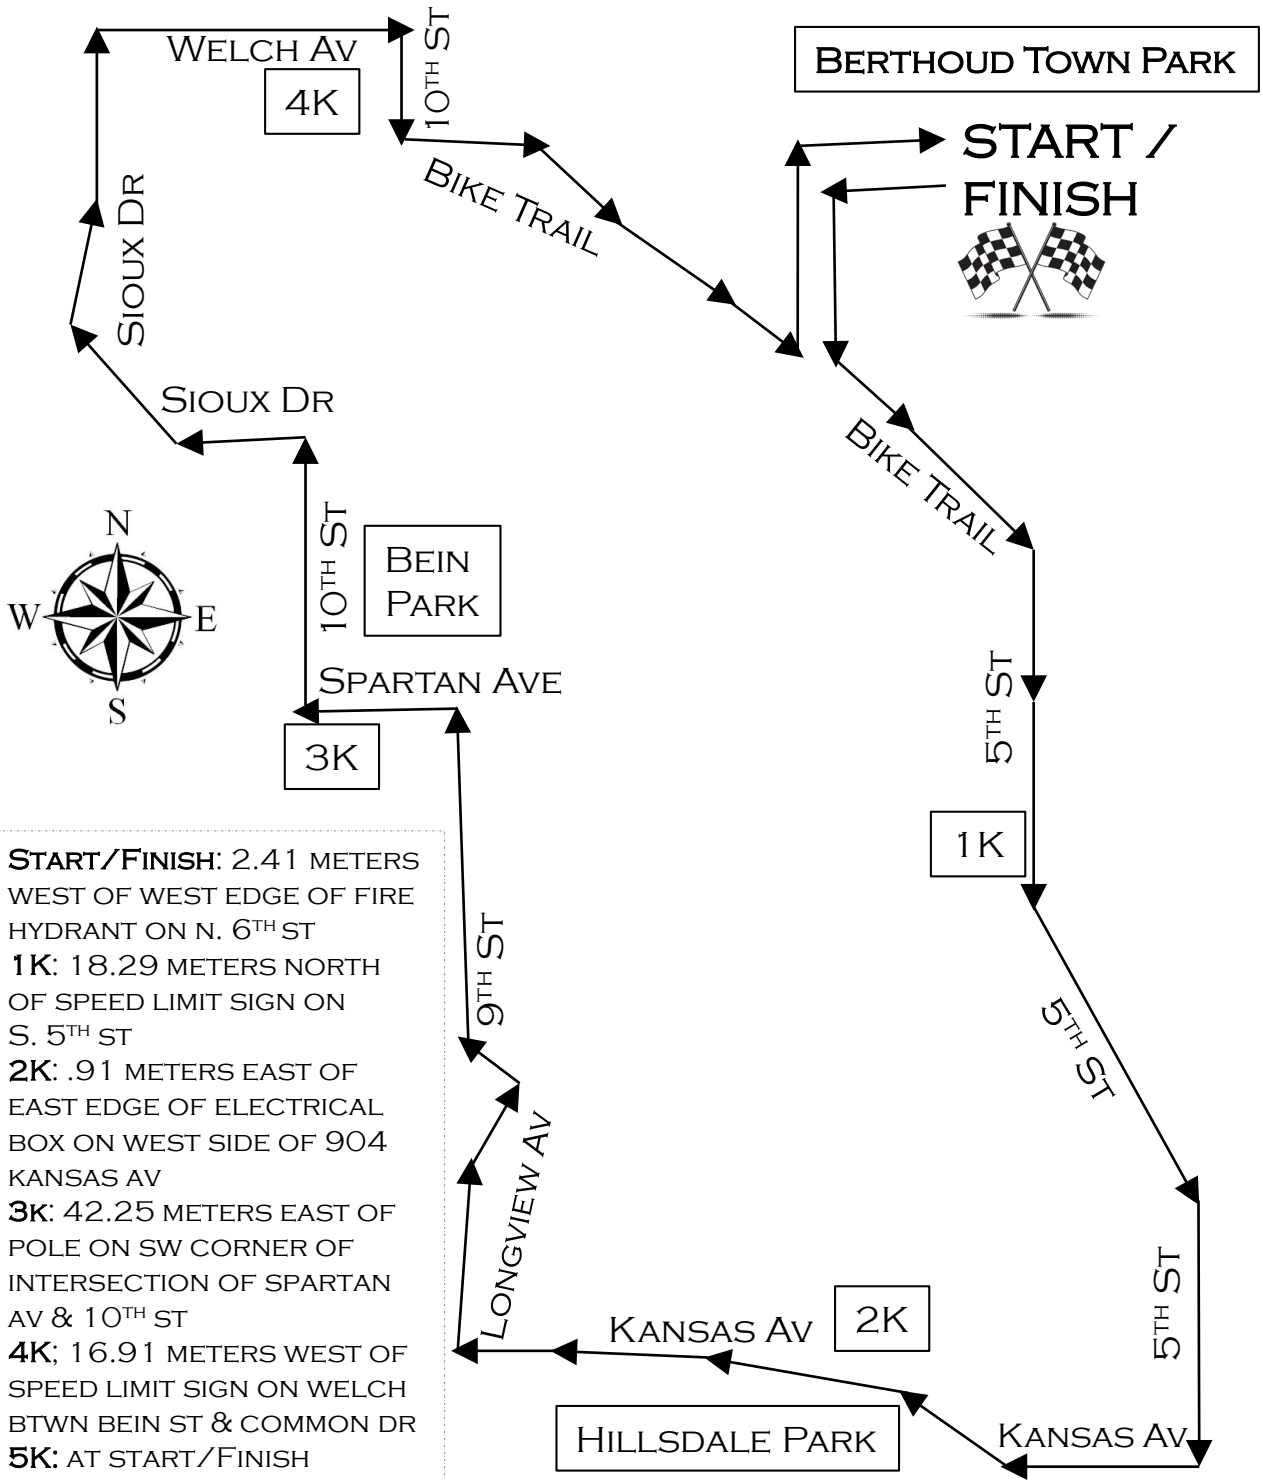 Welch Av
10th St
4K
Berthoud Town Park
START /
FINISH
Bike Trail
Sioux Dr
Sioux Dr
Bike Trail
N
W
E
S
10th St
Bein
Park
Spartan Ave
3K
5th St
1K
Start/Finish: 2.41 meters
west of west edge of fire
hydrant on N. 6th st
1K: 18.29 meters north
of speed limit sign on
S. 5th st
2K: .91 meters east of
east edge of electrical
box on west side of 904
Kansas av
3k: 42.25 meters east of
pole on sw corner of
intersection of Spartan
Av & 10th st
4K; 16.91 meters west of
speed limit sign on Welch
btwn Bein st & Common Dr
5K: at start/Finish
9th St
5th St
Longview Av
5th St
Kansas Av
2K
Hillsdale Park
Kansas Av